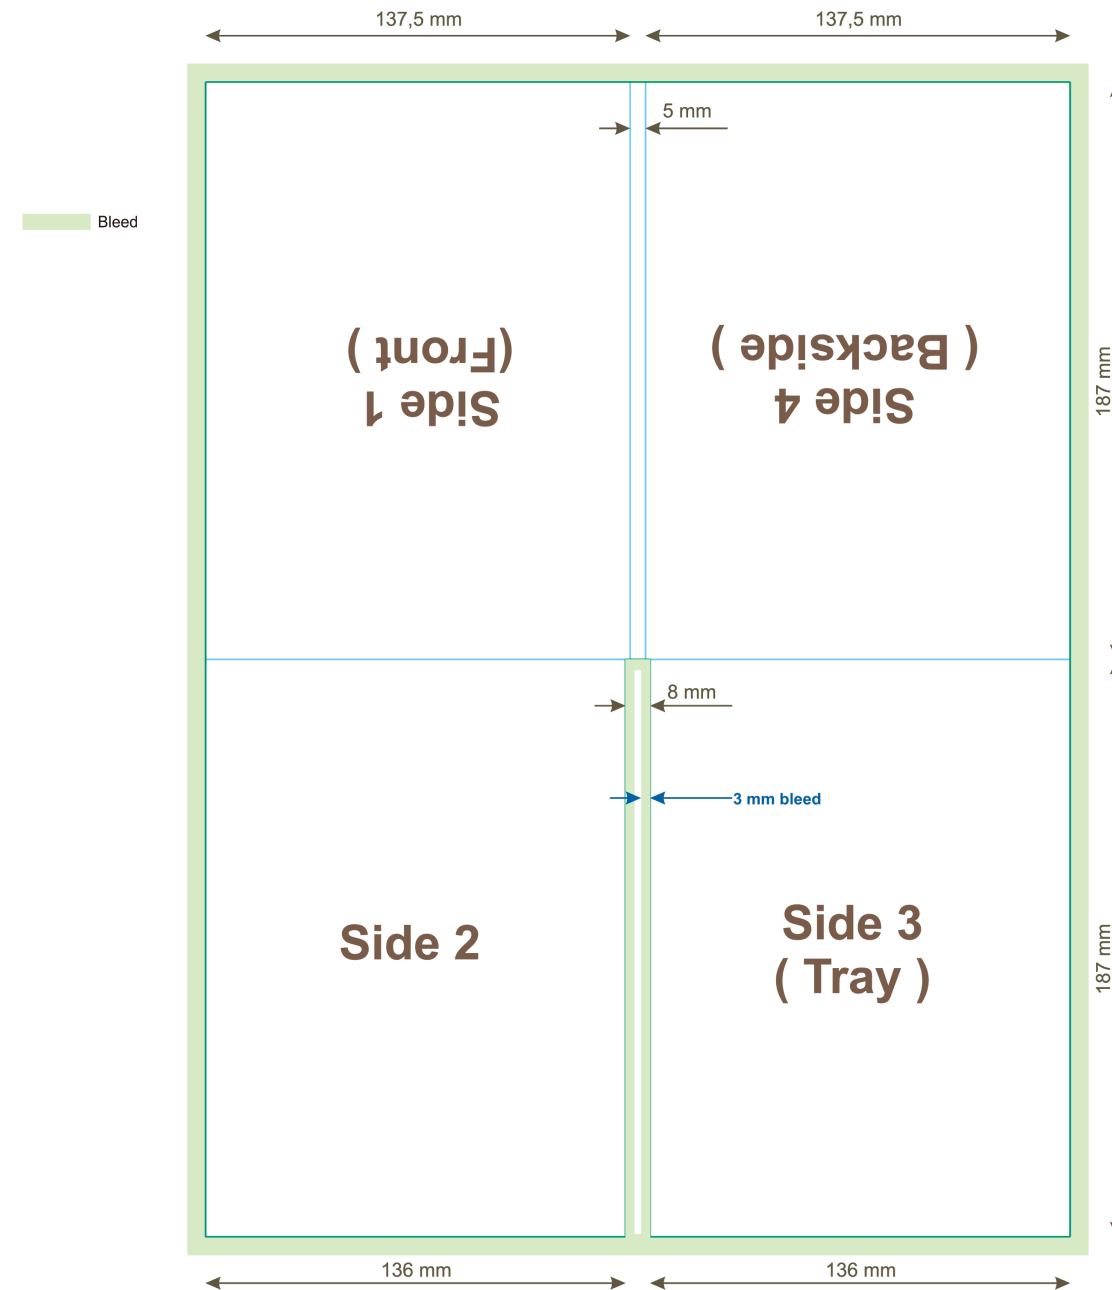 137,5 mm
137,5 mm
5 mm
Bleed
Side 1
(Front )
Side 4
( Backside )
187 mm
8 mm
3 mm bleed
Side 2
Side 3
( Tray )
187 mm
136 mm
136 mm